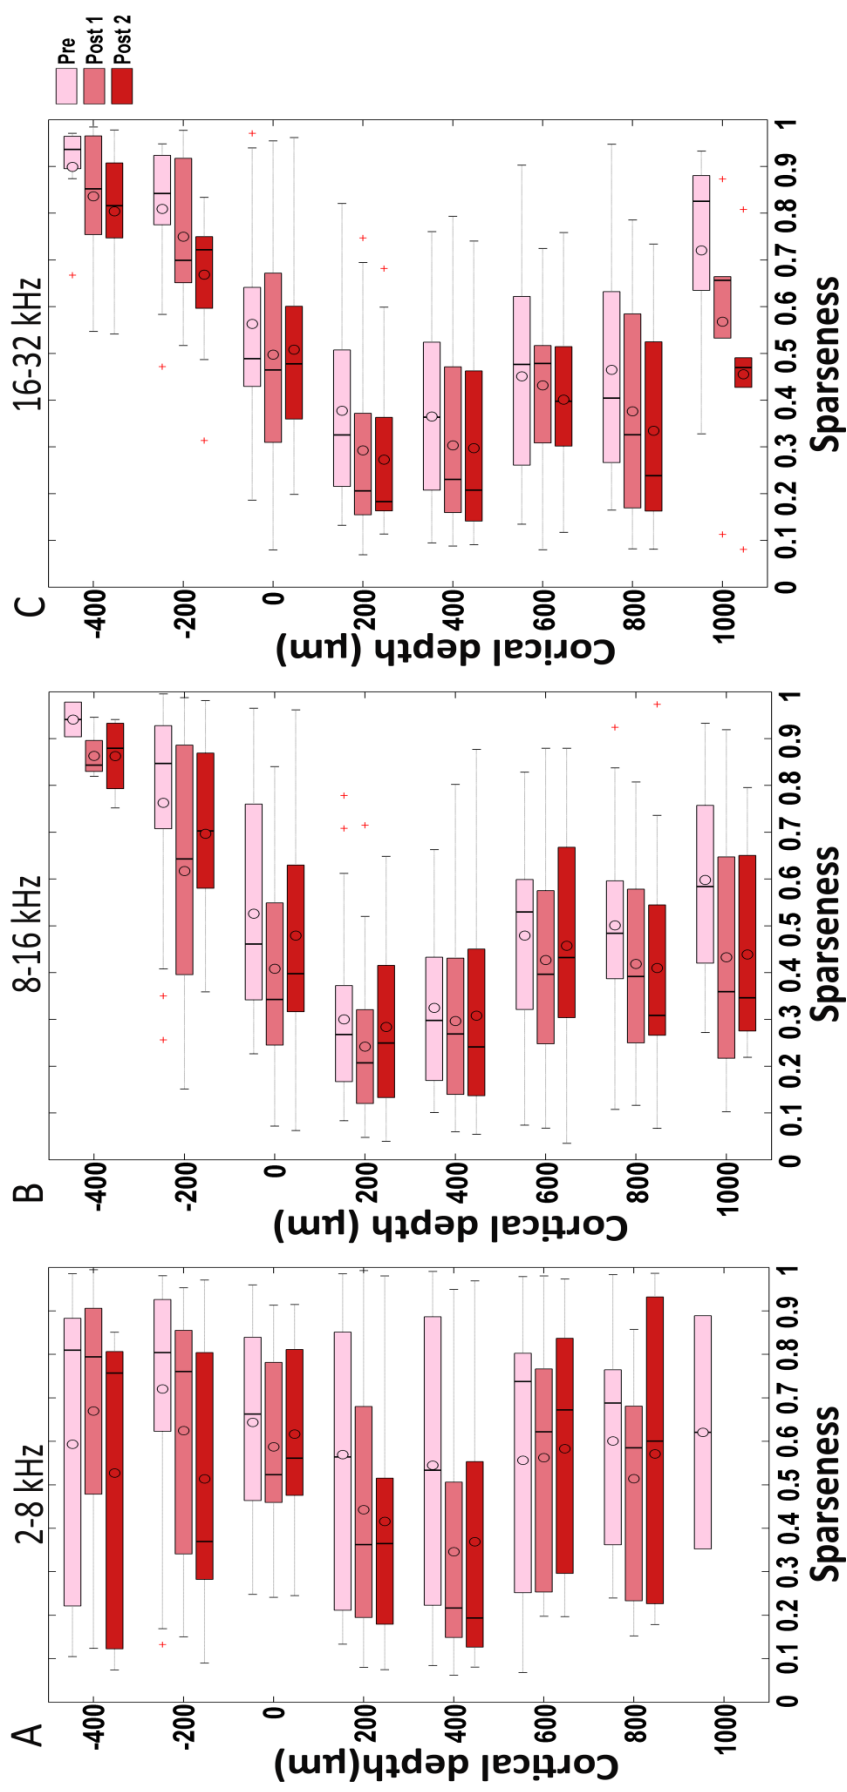 A
2-8 kHz
Cortical depth(µm)
-400
-200
0
200
400
600
800
1000
0 0.1 0.2 0.3 0.4 0.5 0.6 0.7 0.8 0.9 1
Sparseness
B
8-16 kHz
Cortical depth (µm)
-400
-200
0
200
400
600
800
1000
0 0.1 0.2 0.3 0.4 0.5 0.6 0.7 0.8 0.9 1
Sparseness
C
16-32 kHz
Corical depth (µm)
-400
-200
0
200
400
600
800
1000
0 0.1 0.2 0.3 0.4 0.5 0.6 0.7 0.8 0.9 1
Sparseness
Pre
Post 1
Post 2